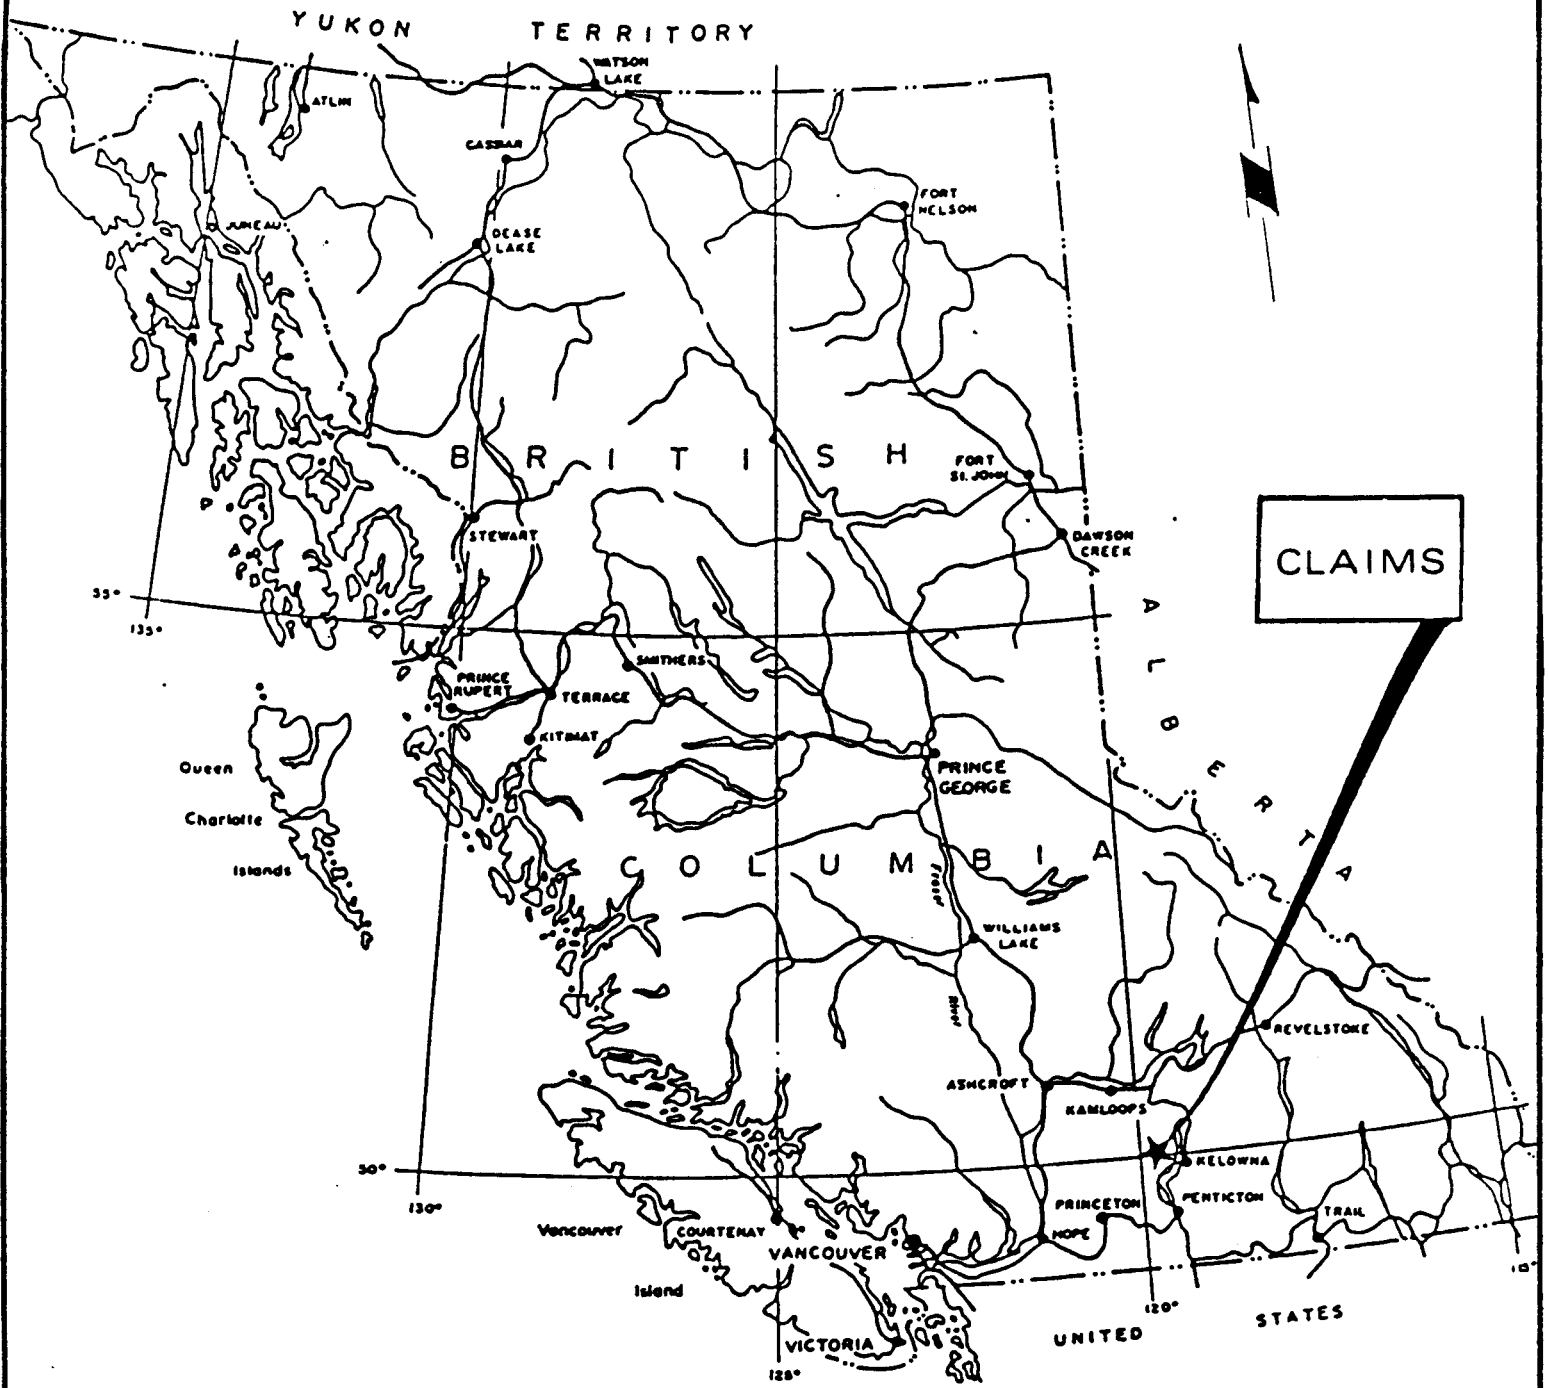 YUKON TERRITORY
WATSON
LAKE
ATLIN
CASSIAR
FORT
NELSON
JUNEAU
DEASE
LAKE
BRITISH
FORT
St. JOHN
STEWART
DAWSON
CREEK
CLAIMS
55°
135°
ALBERTA
SMITHERS
PRINCE
RUPERT
TERRACE
KITIMAT
Queen
Charlotte
Islands
PRINCE
GEORGE
COLUMBIA
Fraser
River
WILLIAMS
LAKE
REVELSTOKE
ASHCROFT
KAMLOOPS
50°
130°
KELOWNA
PENTICTON
PRINCETON
TRAIL
HOPE
Vancouver
Island
COURTENAY
VANCOUVER
VICTORIA
125°
120°
UNITED STATES